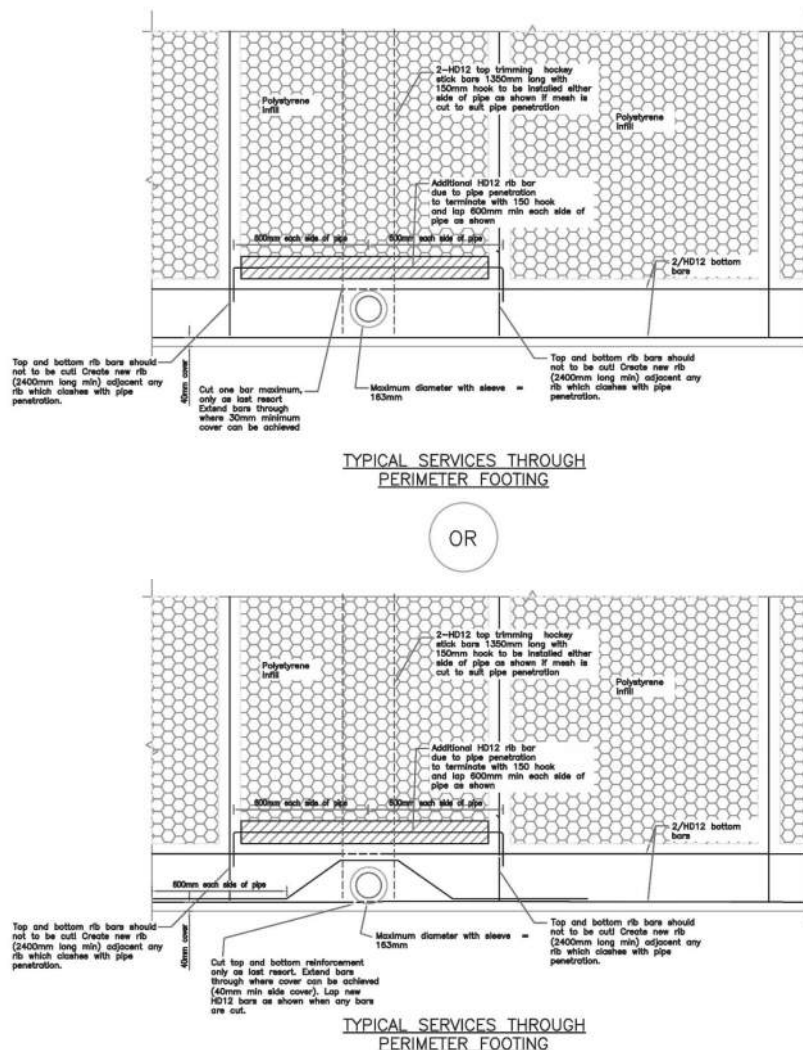 2-HD12 top trimming hockey
stick bars 1350mm long with
150mm hook to be installed either
side of pipe as shown if mesh is
cut to suit pipe penetration
Polystyrene
infill
Polystyrene
infill
Additional HD12 rib bar
due to pipe penetration
to terminate with 150 hook
and lap 600mm min each side of
pipe as shown
600mm each side of pipe
600mm each side of pipe
2/HD12 bottom
bars
Top and bottom rib bars should
not to be cut! Create new rib
(2400mm long min) adjacent any
rib which clashes with pipe
penetration.
40mm cover
Cut one bar maximum,
only as last resort
Extend bars through
where 30mm minimum
cover can be achieved
Maximum diameter with sleeve =
163mm
Top and bottom rib bars should
not to be cut! Create new rib
(2400mm long min) adjacent any
rib which clashes with pipe
penetration.
TYPICAL SERVICES THROUGH
PERIMETER FOOTING
OR
2-HD12 top trimming hockey
stick bars 1350mm long with
150mm hook to be installed either
side of pipe as shown if mesh is
cut to suit pipe penetration
Polystyrene
infill
Polystyrene
infill
Additional HD12 rib bar
due to pipe penetration
to terminate with 150 hook
and lap 600mm min each side of
pipe as shown
600mm each side of pipe
600mm each side of pipe
2/HD12 bottom
bars
600mm each side of pipe
Top and bottom rib bars should
not to be cut! Create new rib
(2400mm long min) adjacent any
rib which clashes with pipe
penetration.
40mm cover
Maximum diameter with sleeve =
163mm
Top and bottom rib bars should
not to be cut! Create new rib
(2400mm long min) adjacent any
rib which clashes with pipe
penetration.
Cut top and bottom reinforcement
only as last resort. Extend bars
through where cover can be achieved
(40mm min side cover). Lap new
HD12 bars as shown when any bars
are cut.
TYPICAL SERVICES THROUGH
PERIMETER FOOTING